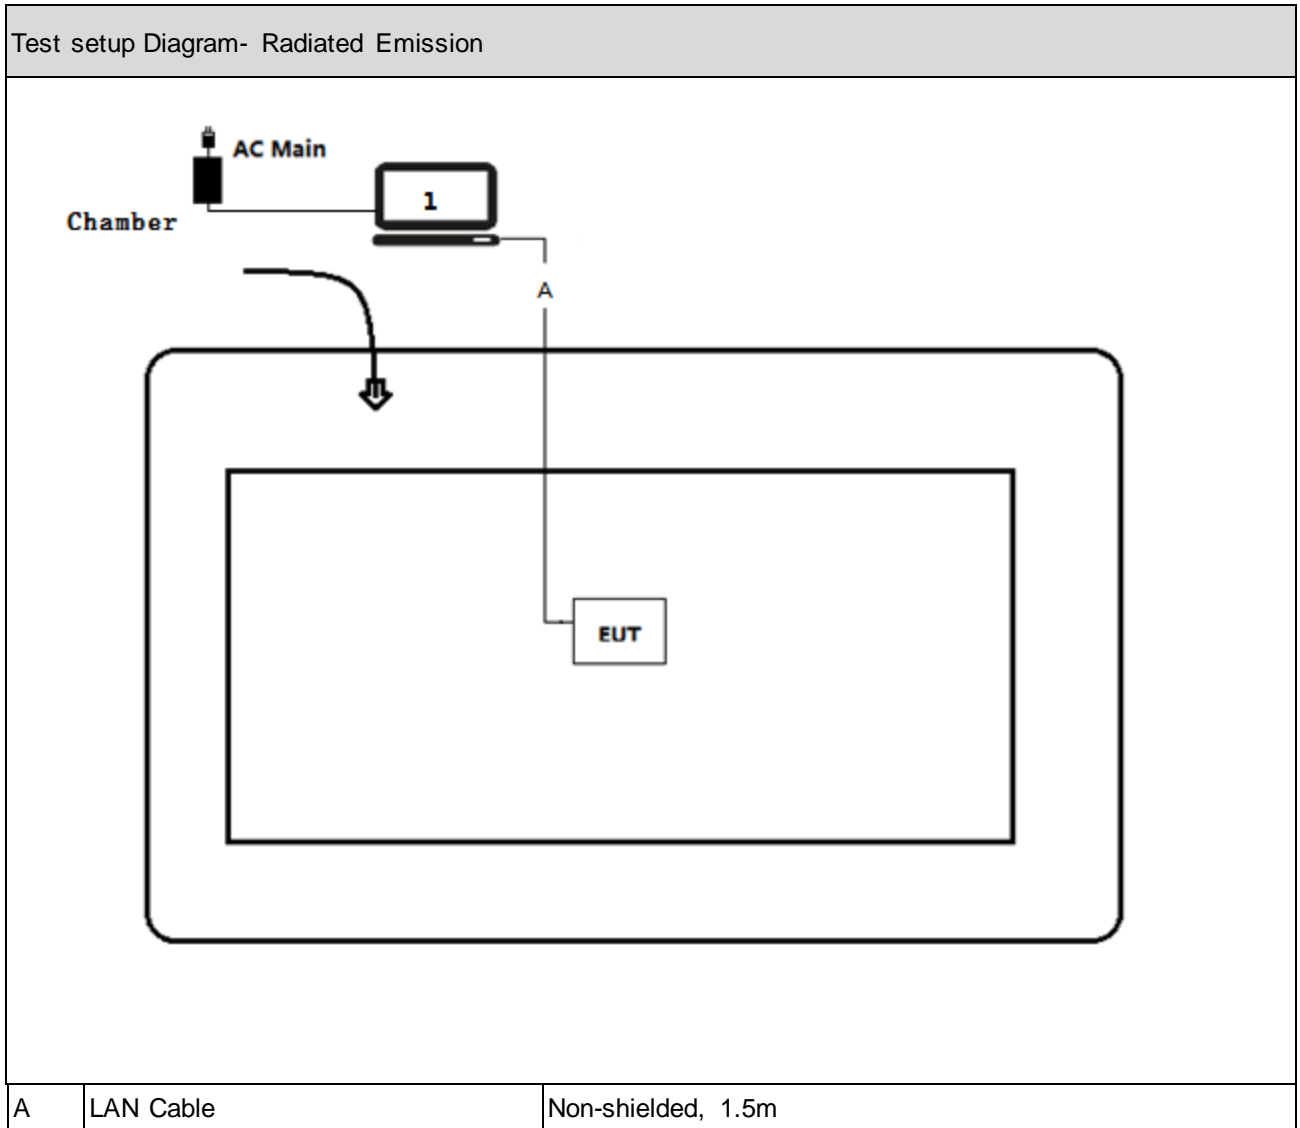 Test setup Diagram- Radiated Emission
AC Main
1
Chamber
A
EUT
A LAN Cable Non-shielded, 1.5m